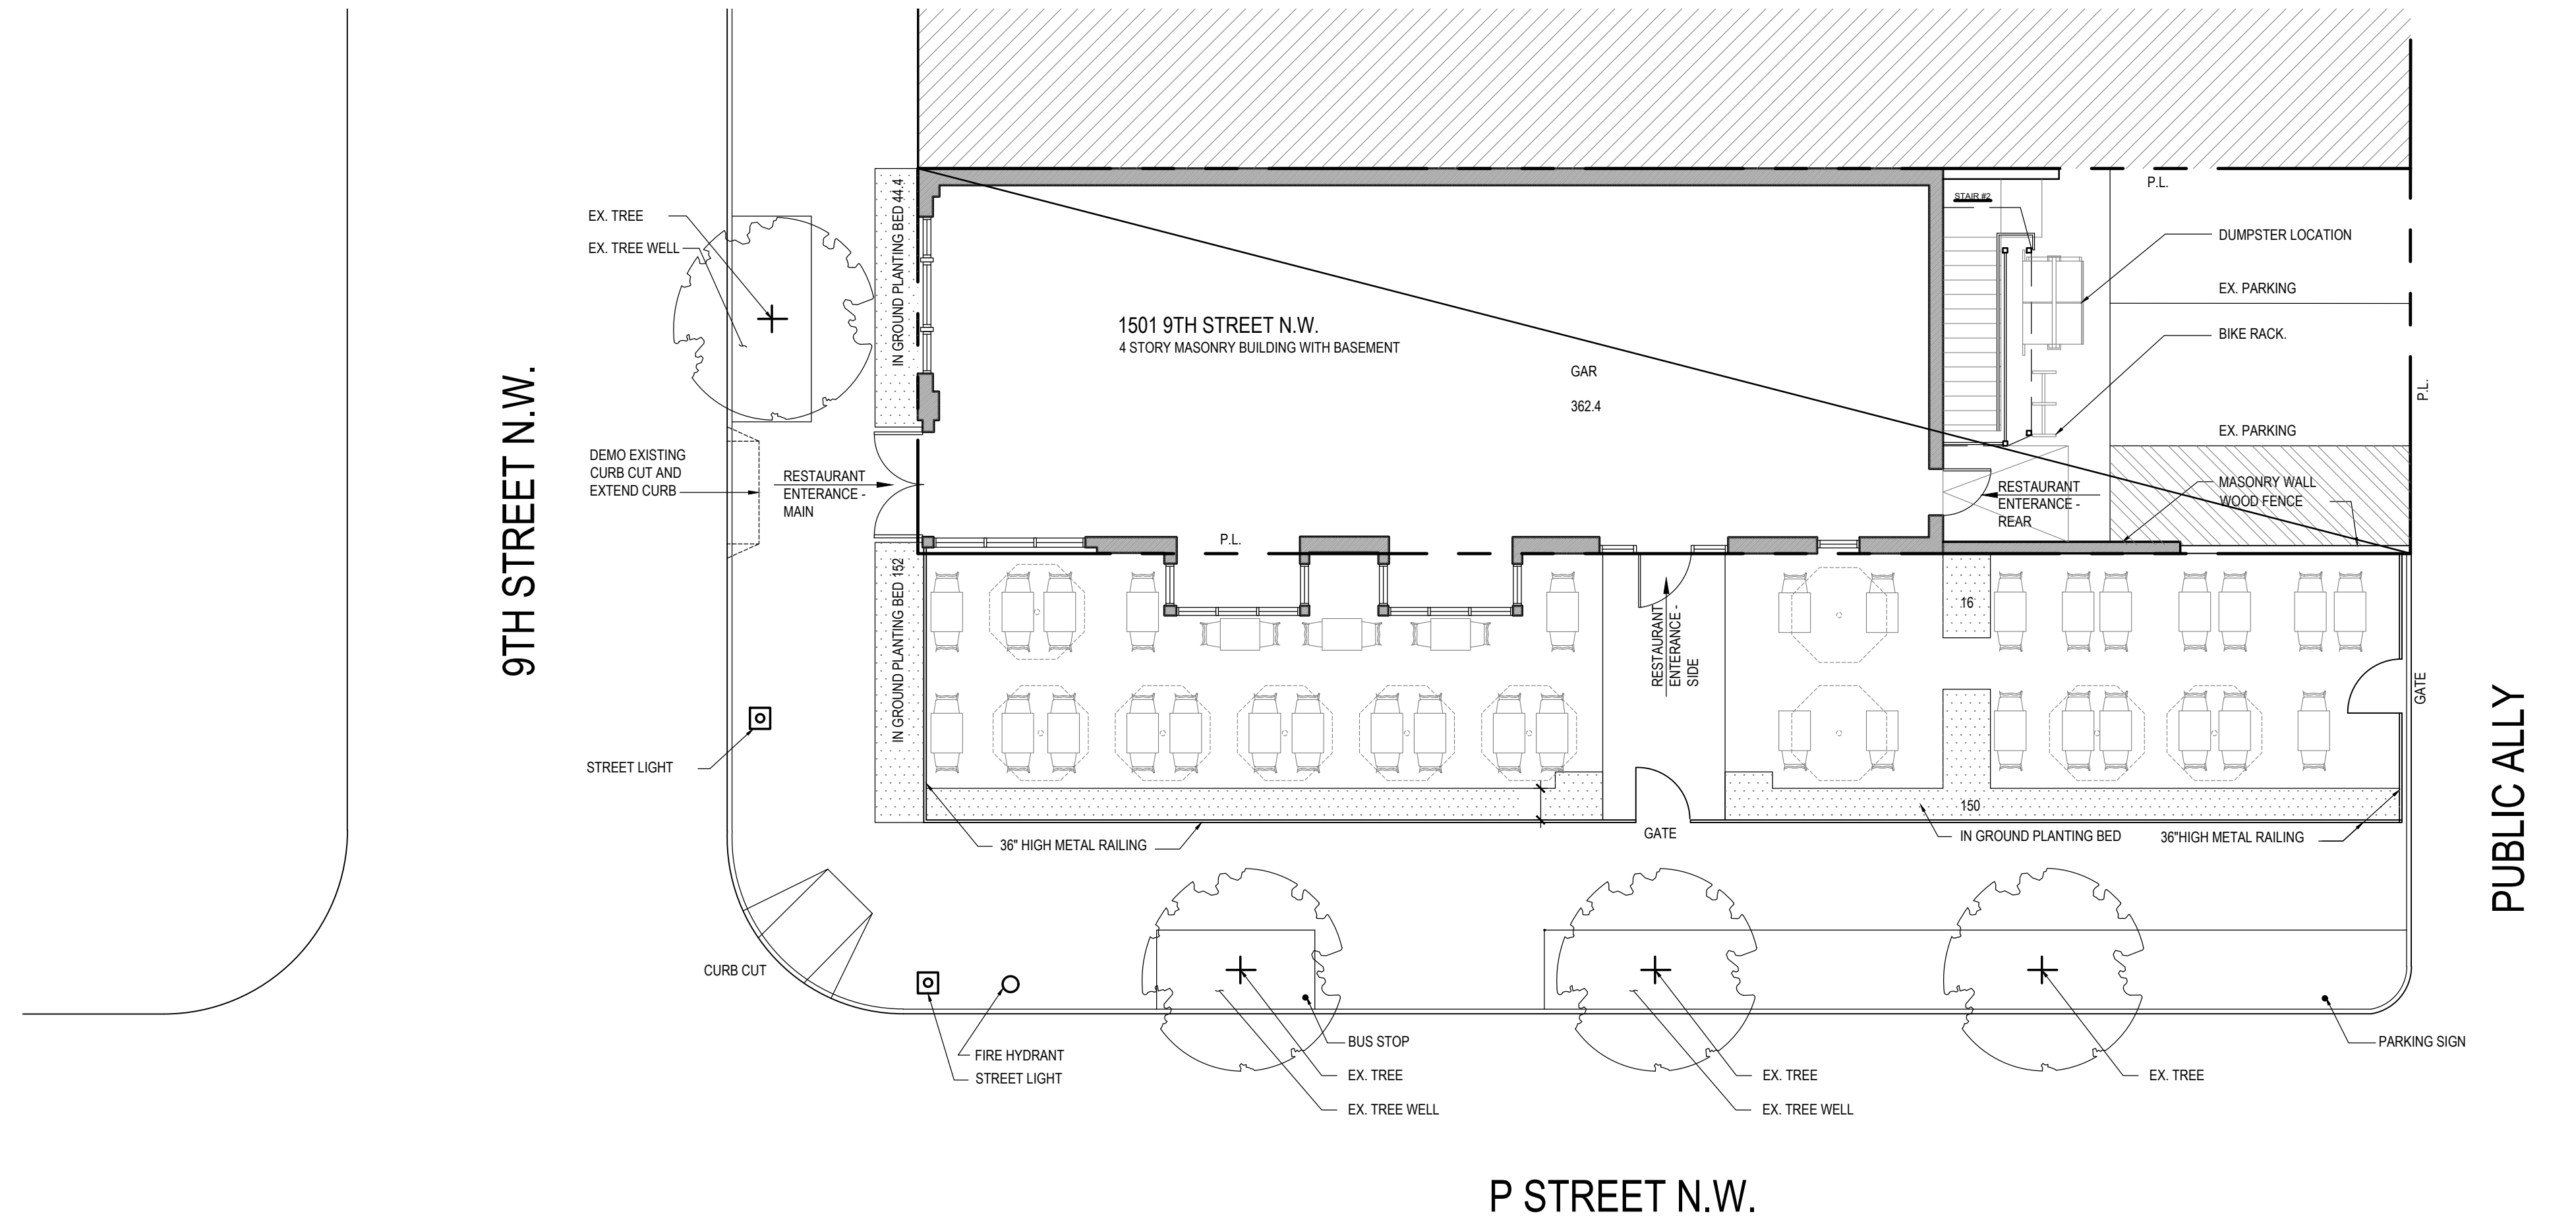 P.L.
STAIR #2
IN GROUND PLANTING BED 44.4
EX. TREE
EX. TREE WELL
DUMPSTER LOCATION
EX. PARKING
1501 9TH STREET N.W.
4 STORY MASONRY BUILDING WITH BASEMENT
BIKE RACK.
GAR
362.4
P.L.
EX. PARKING
9TH STREET N.W.
DEMO EXISTING
CURB CUT AND
EXTEND CURB
RESTAURANT
ENTERANCE -
MAIN
RESTAURANT
ENTERANCE -
REAR
MASONRY WALL
WOOD FENCE
P.L.
IN GROUND PLANTING BED 152
16
RESTAURANT
ENTERANCE -
SIDE
GATE
PUBLIC ALLY
STREET LIGHT
150
36" HIGH METAL RAILING
GATE
IN GROUND PLANTING BED
36"HIGH METAL RAILING
CURB CUT
FIRE HYDRANT
STREET LIGHT
BUS STOP
EX. TREE
EX. TREE WELL
EX. TREE
EX. TREE WELL
EX. TREE
PARKING SIGN
P STREET N.W.